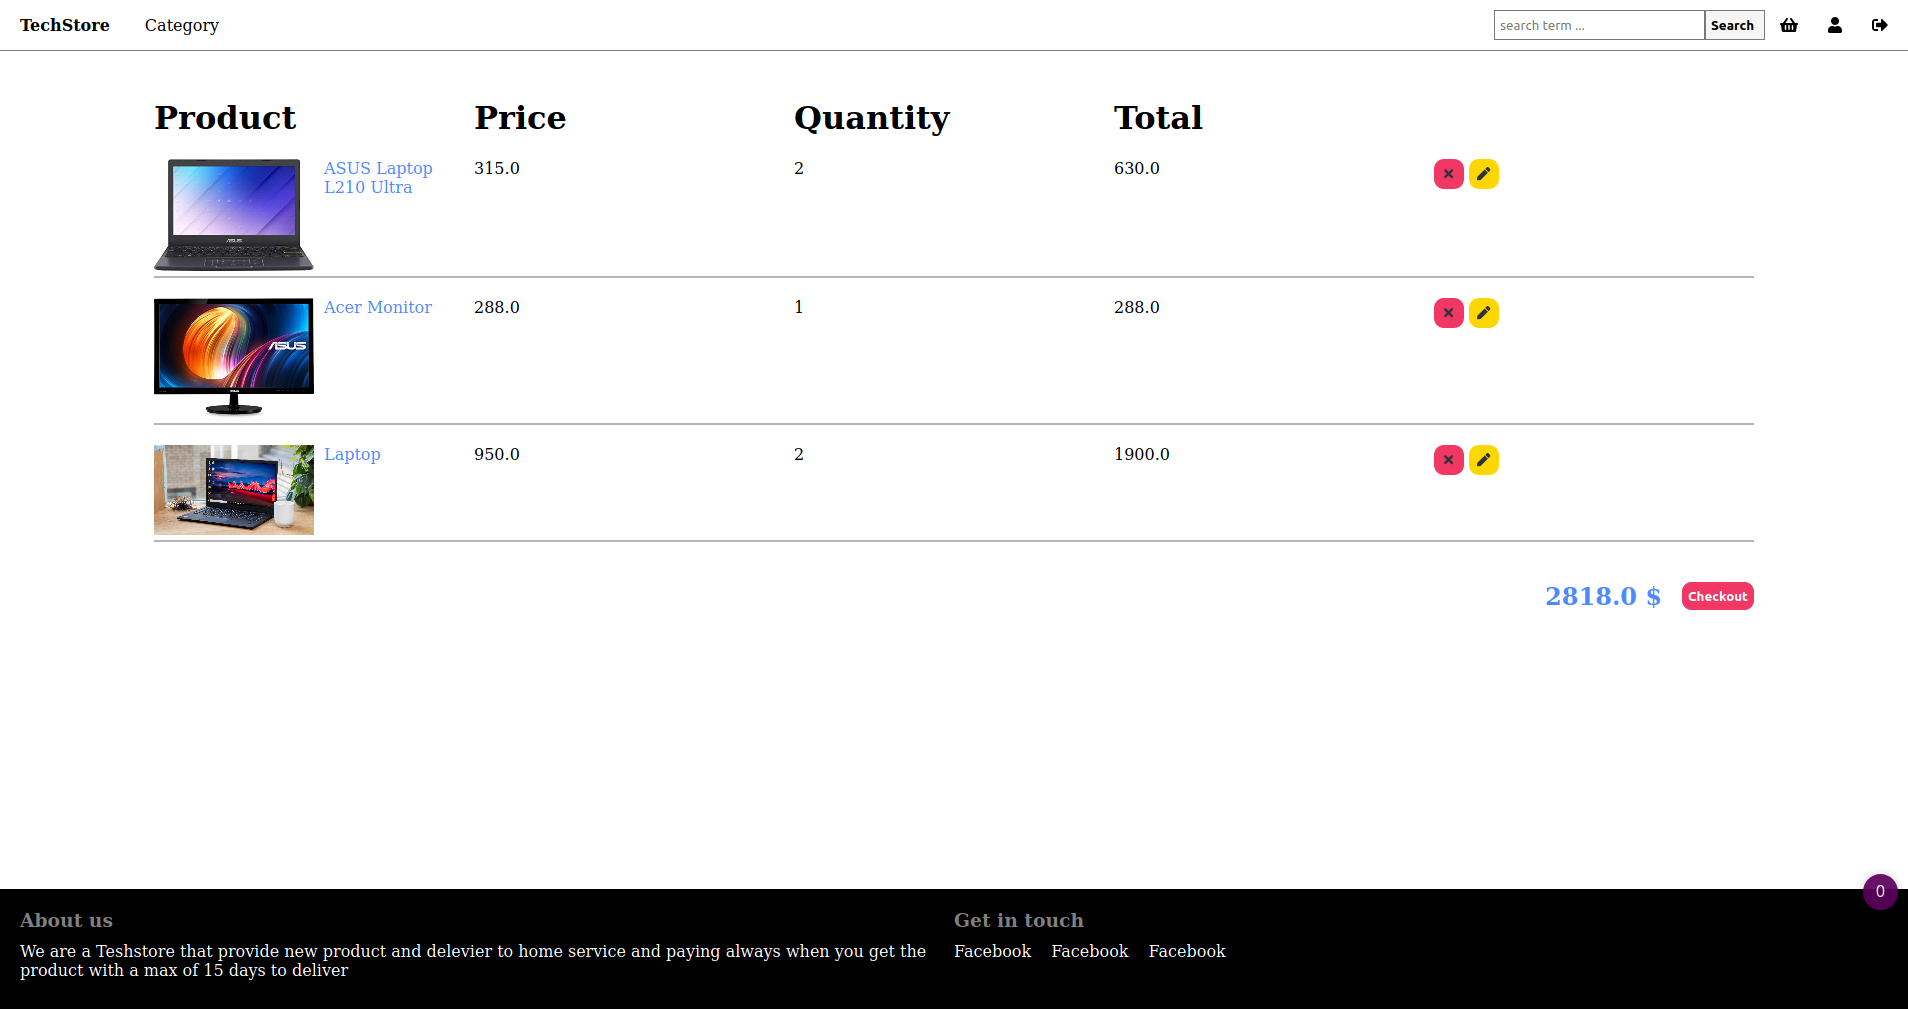 TechStore Category search term ... Search
Product Price Quantity Total
ASUS Laptop 315.0 2 630.0
L210 Ultra
ASUS
Acer Monitor 288.0 1 288.0
ASUS
Laptop 950.0 2 1900.0
2818.0 $ Checkout
0
About us Get in touch
We are a Teshstore that provide new product and delevier to home service and paying always when you get the Facebook Facebook Facebook
product with a max of 15 days to deliver